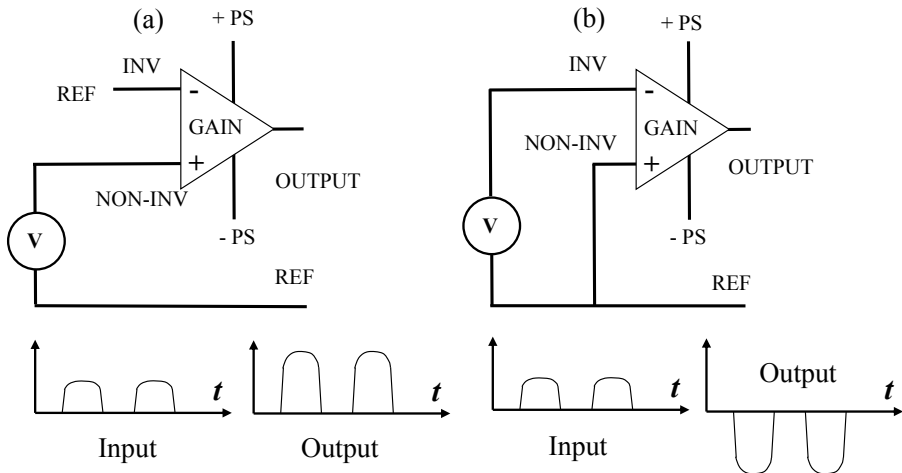 (a)
+ PS
INV
REF
-
GAIN
+
OUTPUT
NON-INV
V
- PS
REF
t
t
Input
Output
(b)
+ PS
INV
-
GAIN
NON-INV
+
OUTPUT
V
- PS
REF
t
Output
t
Input